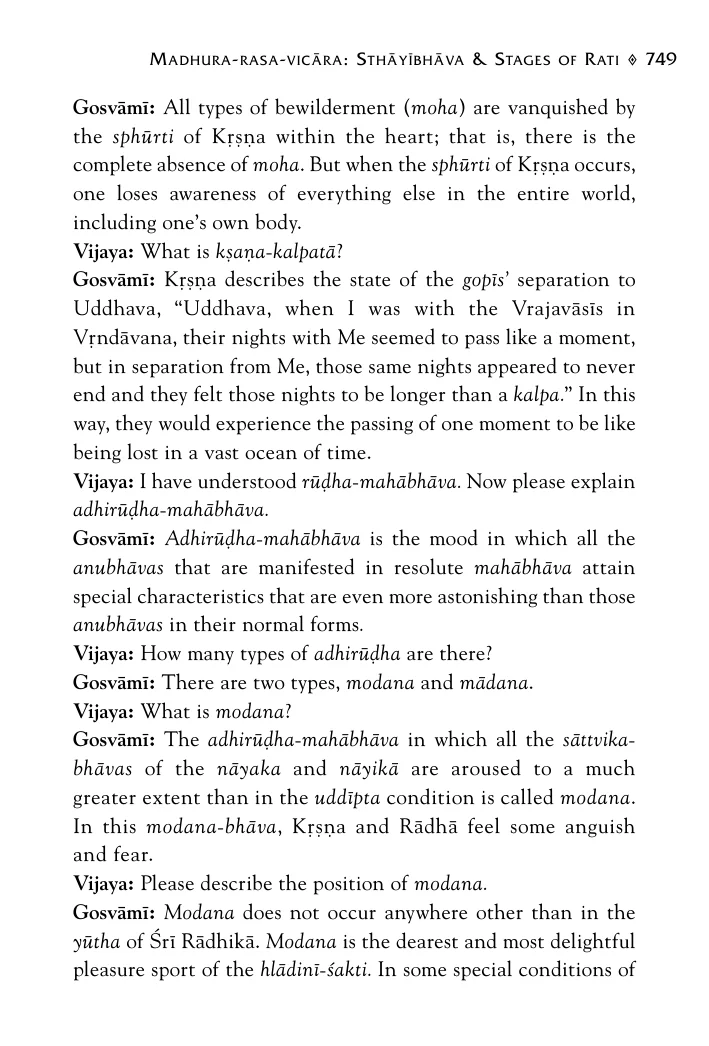 MADHURA-RASA-VICĀRA: STHĀYĪBHĀVA & STAGES OF RATI ◈ 749
Gosvāmī: All types of bewilderment (moha) are vanquished by
the sphūrti of Kṛṣṇa within the heart; that is, there is the
complete absence of moha. But when the sphūrti of Kṛṣṇa occurs,
one loses awareness of everything else in the entire world,
including one’s own body.
Vijaya: What is kṣaṇa-kalpatā?
Gosvāmī: Kṛṣṇa describes the state of the gopīs’ separation to
Uddhava, “Uddhava, when I was with the Vrajavāsīs in
Vṛndāvana, their nights with Me seemed to pass like a moment,
but in separation from Me, those same nights appeared to never
end and they felt those nights to be longer than a kalpa.” In this
way, they would experience the passing of one moment to be like
being lost in a vast ocean of time.
Vijaya: I have understood rūḍha-mahābhāva. Now please explain
adhirūḍha-mahābhāva.
Gosvāmī: Adhirūḍha-mahābhāva is the mood in which all the
anubhāvas that are manifested in resolute mahābhāva attain
special characteristics that are even more astonishing than those
anubhāvas in their normal forms.
Vijaya: How many types of adhirūḍha are there?
Gosvāmī: There are two types, modana and mādana.
Vijaya: What is modana?
Gosvāmī: The adhirūḍha-mahābhāva in which all the sāttvika-
bhāvas of the nāyaka and nāyikā are aroused to a much
greater extent than in the uddīpta condition is called modana.
In this modana-bhāva, Kṛṣṇa and Rādhā feel some anguish
and fear.
Vijaya: Please describe the position of modana.
Gosvāmī: Modana does not occur anywhere other than in the
yūtha of Śrī Rādhikā. Modana is the dearest and most delightful
pleasure sport of the hlādinī-śakti. In some special conditions of